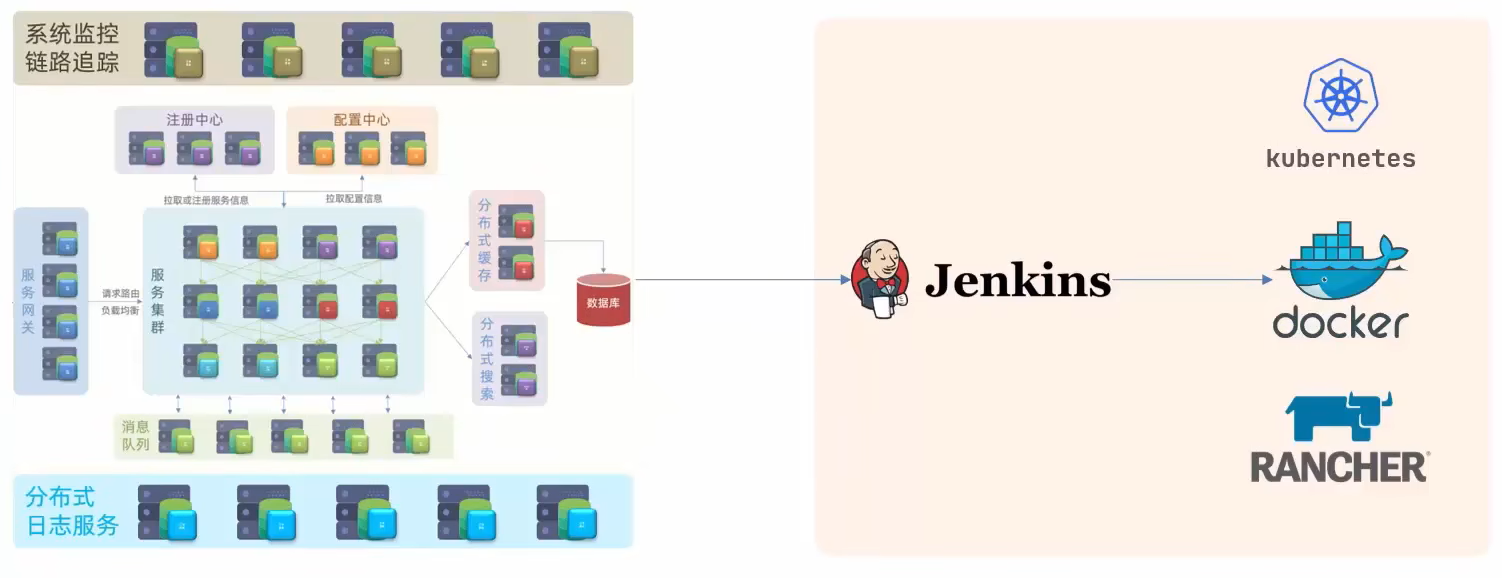 系统监控
链路追踪
注册中心
配置中心
拉取或注册服务信息
拉取配置信息
服务网关
请求路由
负载均衡
服务集群
分布式缓存
分布式搜索
数据库
消息
队列
分布式
日志服务
Jenkins
kubernetes
docker
RANCHER